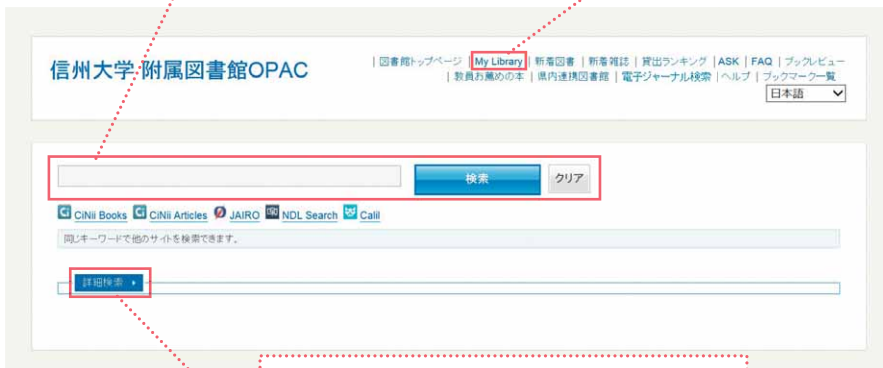 信州大学 附属図書館OPAC
| 図書館トップページ | My Library | 新着図書 | 新着雑誌 | 貸出ランキング | ASK | FAQ | ブックレビュー
| 教員お薦めの本 | 県内連携図書館 | 電子ジャーナル検索 | ヘルプ | ブックマーク一覧
日本語
検索 クリア
CiNii Books CiNii Articles JAIRO NDL Search Calil
同じキーワードで他のサイトを検索できます。
詳細検索